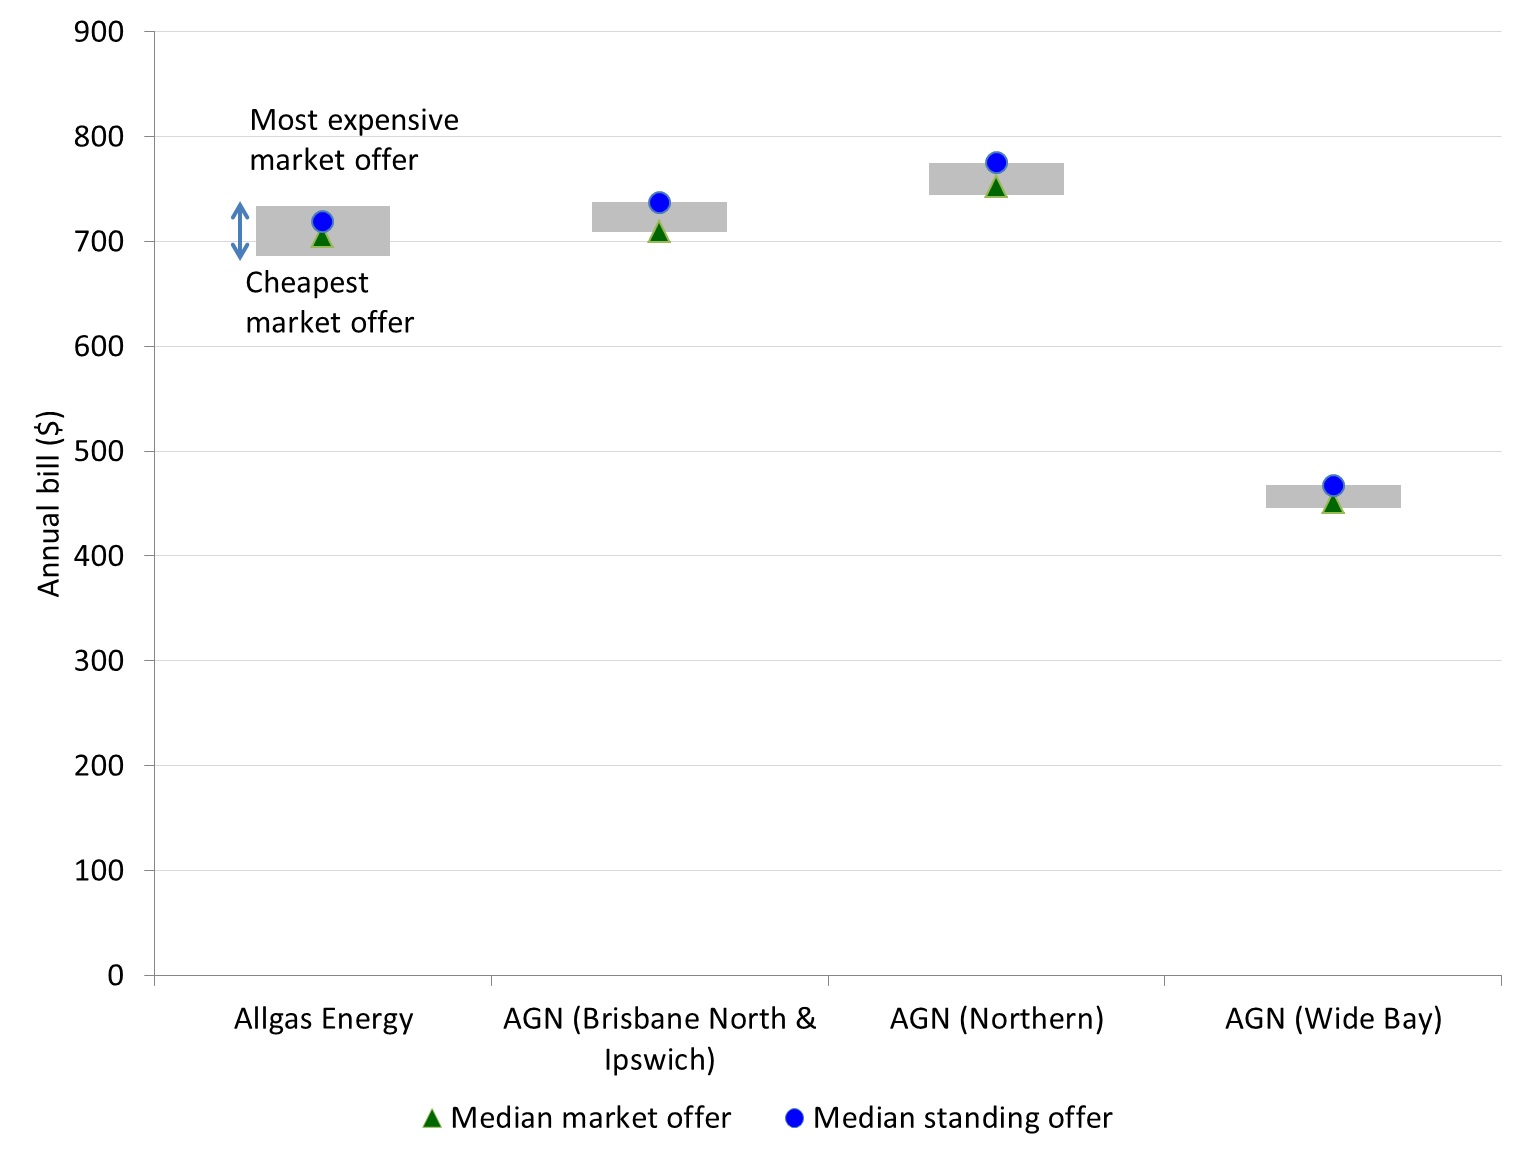 900
800
700
600
500
400
300
200
100
0
Annual bill ($)
Most expensive
market offer
Cheapest
market offer
Allgas Energy
AGN (Brisbane North &
Ipswich)
AGN (Northern)
AGN (Wide Bay)
Median market offer
Median standing offer